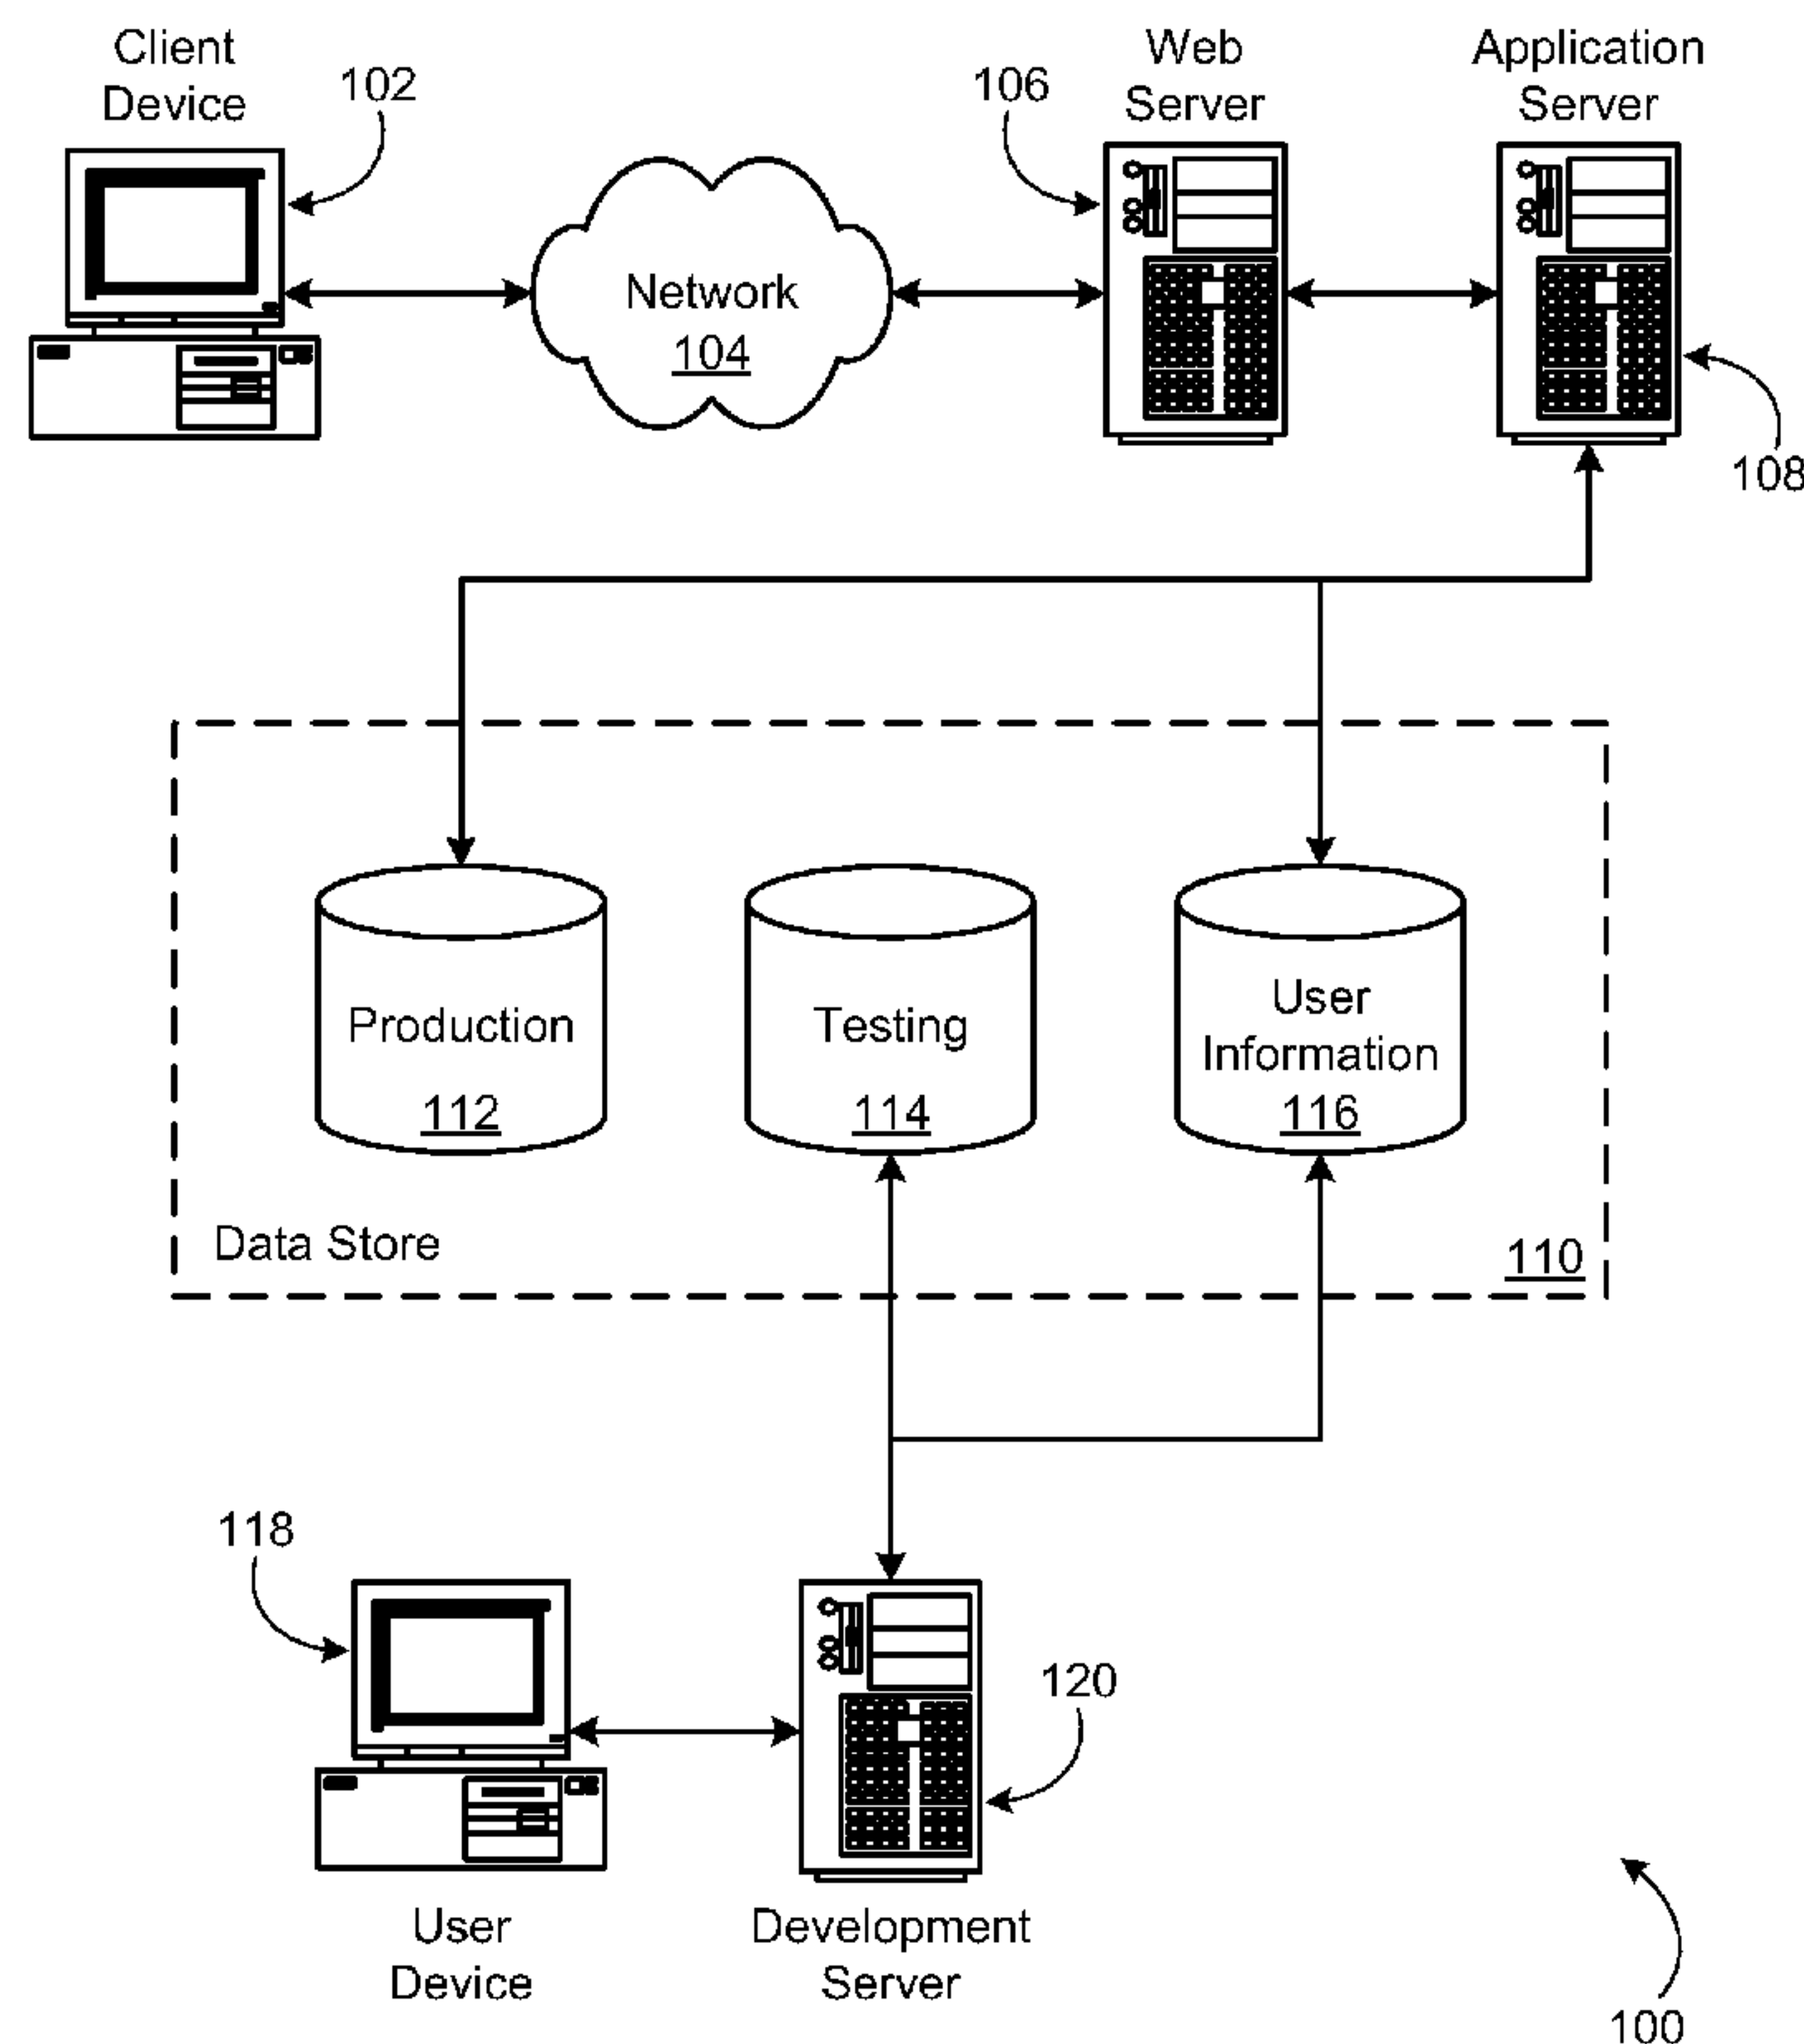 Client
Device
102
Network
104
106
Web
Server
Application
Server
108
Production
112
Testing
114
User
Information
116
Data Store
110
118
User
Device
120
Development
Server
100